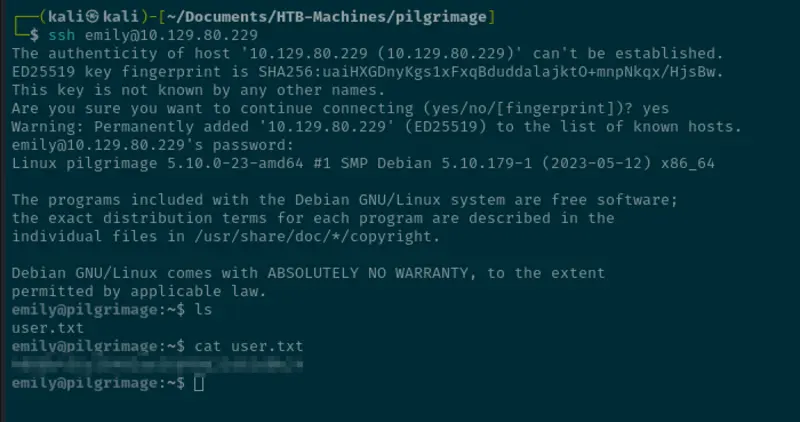 ┌──(kali㉿kali)-[~/Documents/HTB-Machines/pilgrimage]
└─$ ssh emily@10.129.80.229
The authenticity of host '10.129.80.229 (10.129.80.229)' can't be established.
ED25519 key fingerprint is SHA256:uaiHXGDnyKgs1xFxqBduddalajktO+mnpNkqx/HjsBw.
This key is not known by any other names.
Are you sure you want to continue connecting (yes/no/[fingerprint])? yes
Warning: Permanently added '10.129.80.229' (ED25519) to the list of known hosts.
emily@10.129.80.229's password:
Linux pilgrimage 5.10.0-23-amd64 #1 SMP Debian 5.10.179-1 (2023-05-12) x86_64
The programs included with the Debian GNU/Linux system are free software;
the exact distribution terms for each program are described in the
individual files in /usr/share/doc/*/copyright.
Debian GNU/Linux comes with ABSOLUTELY NO WARRANTY, to the extent
permitted by applicable law.
emily@pilgrimage:~$ ls
user.txt
emily@pilgrimage:~$ cat user.txt
emily@pilgrimage:~$